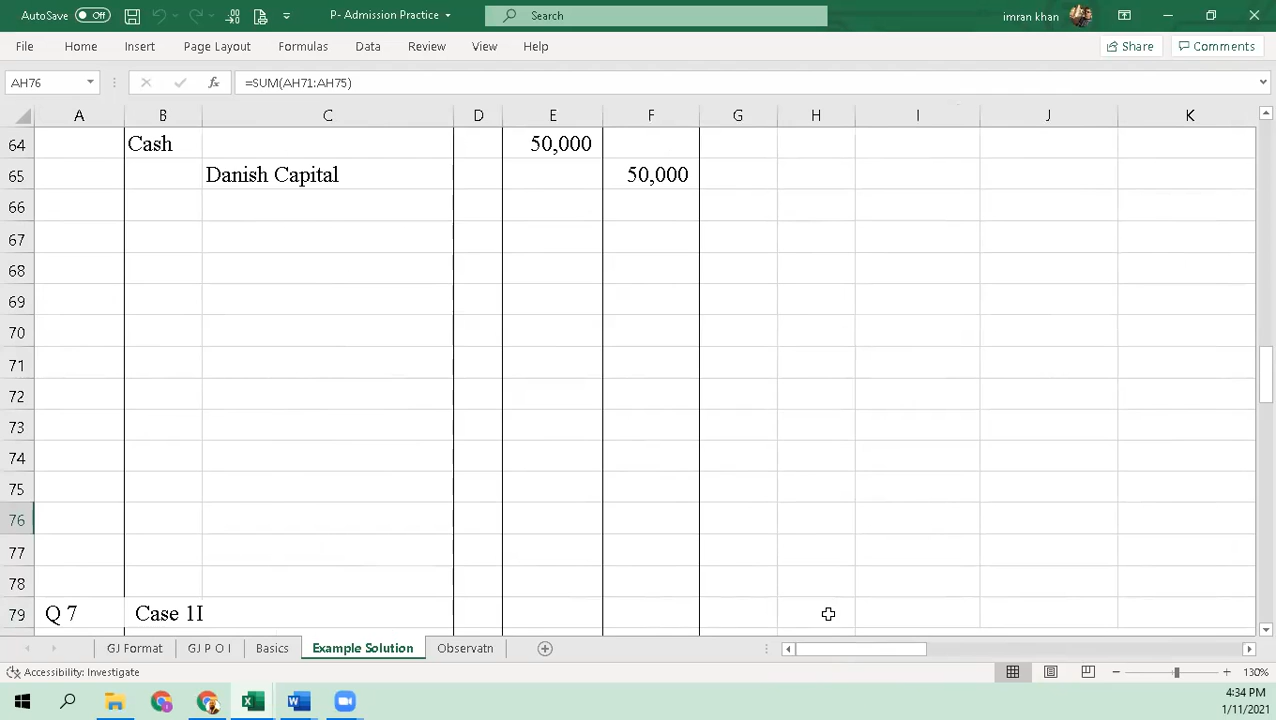 AutoSave Off P- Admission Practice Search imran khan
File Home Insert Page Layout Formulas Data Review View Help Share Comments
AH76 fx =SUM(AH71:AH75)
A B C D E F G H I J K
64 Cash 50,000
65 Danish Capital 50,000
66
67
68
69
70
71
72
73
74
75
76
77
78
79 Q 7 Case 1I
GJ Format GJ P O I Basics Example Solution Observatn
Accessibility: Investigate 130%
4:34 PM
1/11/2021